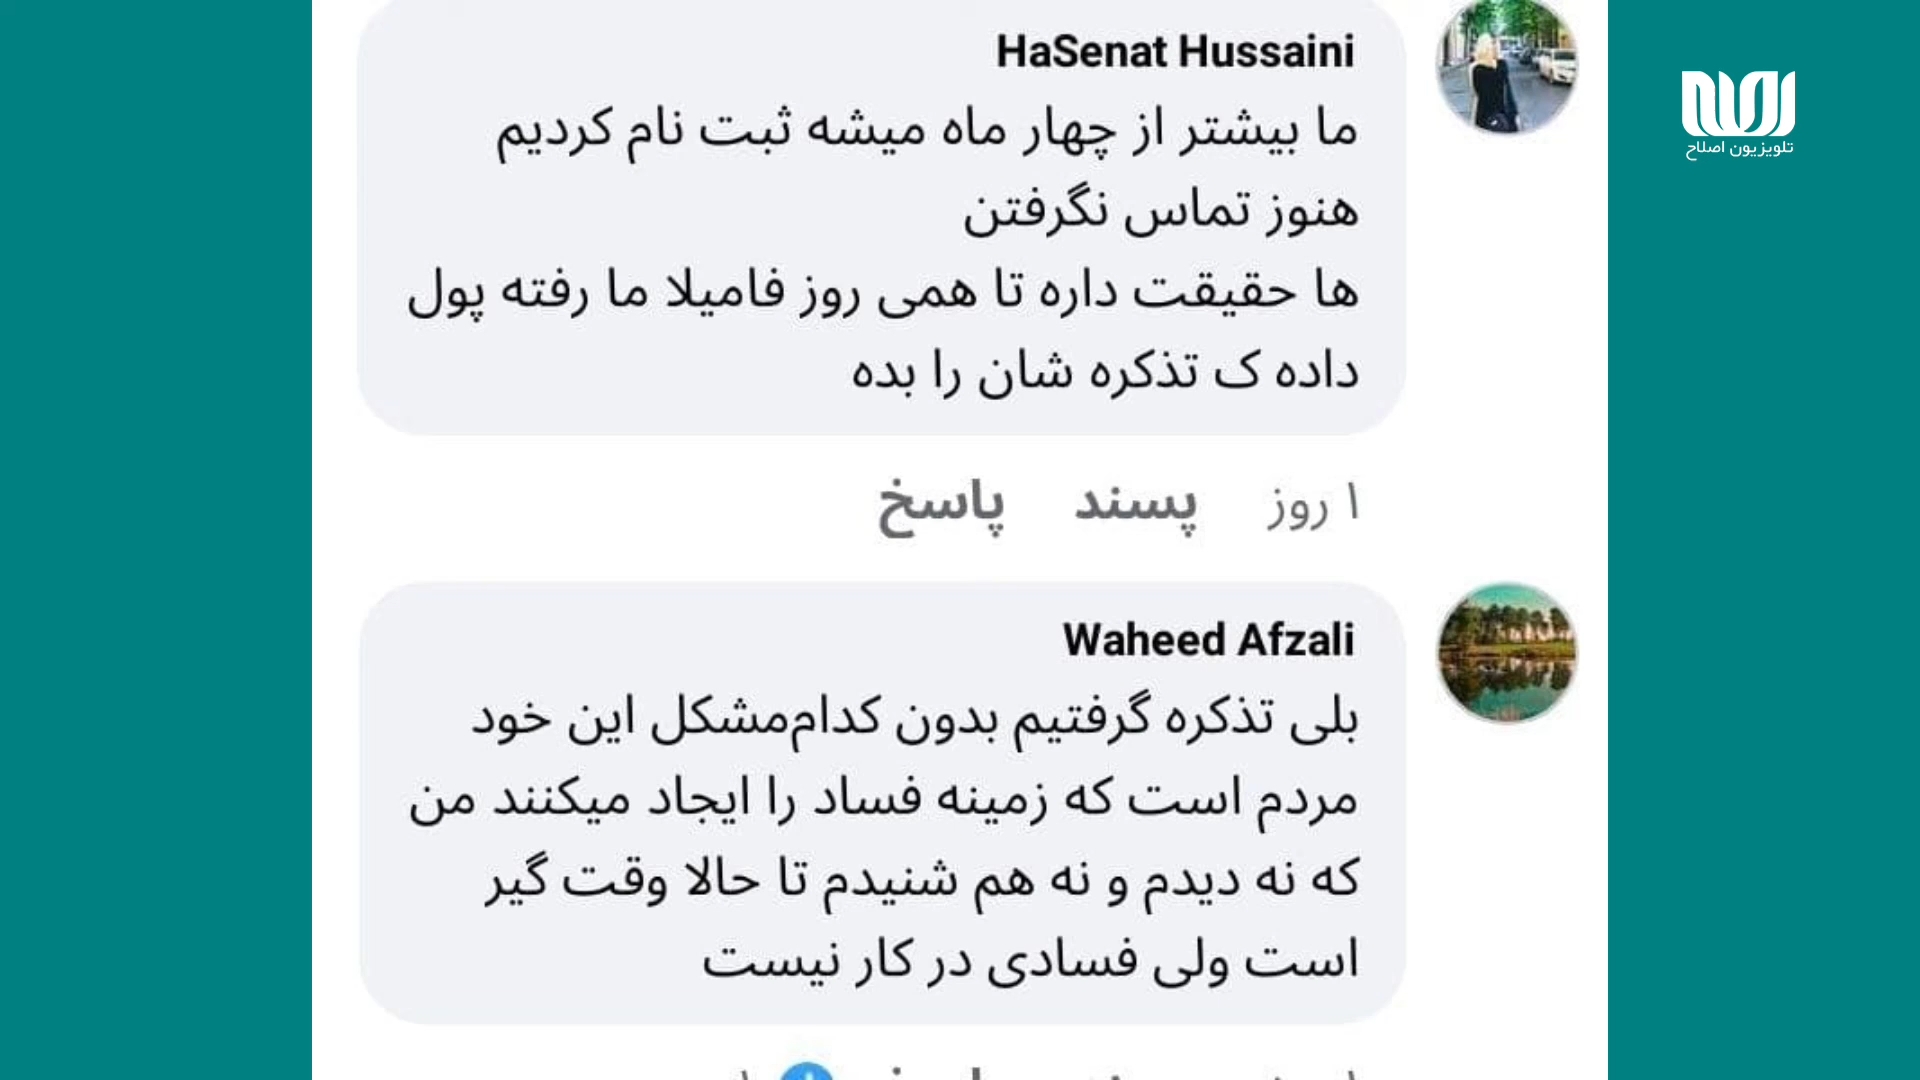 HaSenat Hussaini
ما بیشتر از چهار ماه میشه ثبت نام کردیم
هنوز تماس نگرفتن
ها حقیقت داره تا همی روز فامیلا ما رفته پول
داده ک تذکره شان را بده
۱ روز پسند پاسخ
Waheed Afzali
بلی تذکره گرفتیم بدون کدام‌مشکل این خود
مردم است که زمینه فساد را ایجاد میکنند من
که نه دیدم و نه هم شنیدم تا حالا وقت گیر
است ولی فسادی در کار نیست
تلویزیون اصلاح